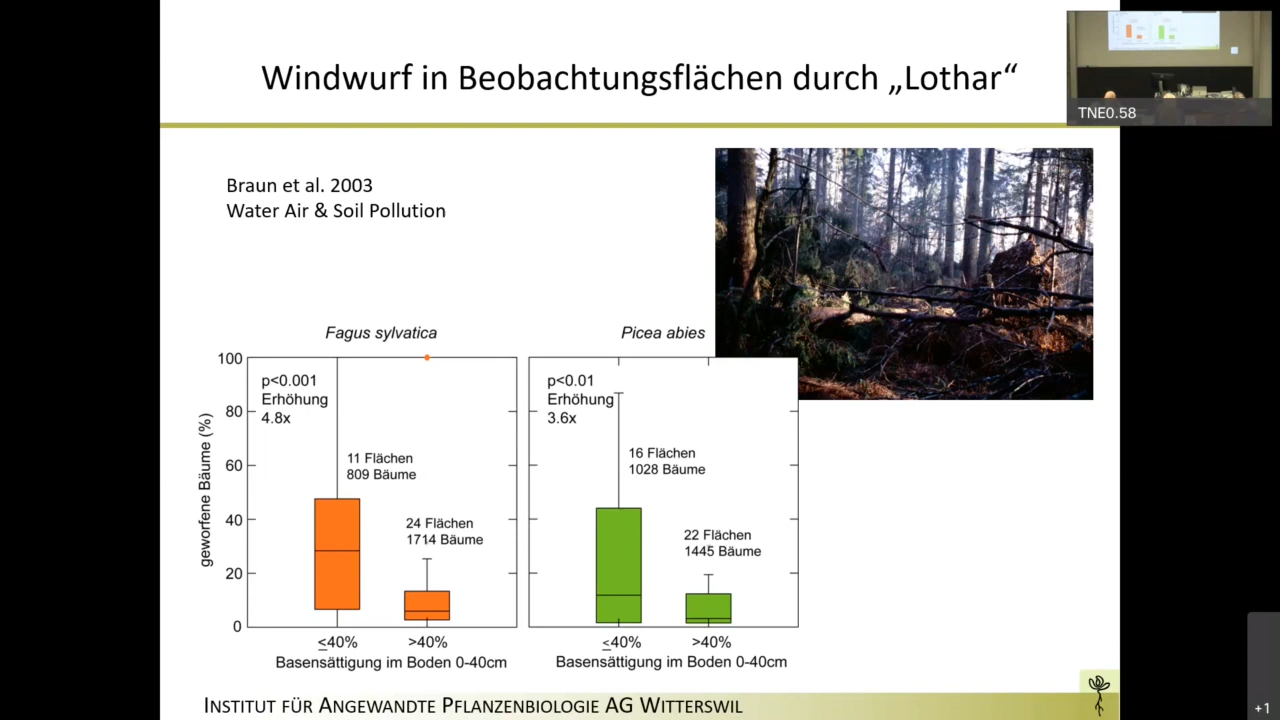 Windwurf in Beobachtungsflächen durch „Lothar“
TNE0.58
Braun et al. 2003
Water Air & Soil Pollution
Fagus sylvatica
Picea abies
geworfene Bäume (%)
100
80
60
40
20
0
p<0.001
Erhöhung
4.8x
11 Flächen
809 Bäume
24 Flächen
1714 Bäume
p<0.01
Erhöhung
3.6x
16 Flächen
1028 Bäume
22 Flächen
1445 Bäume
≤40% >40%
Basensättigung im Boden 0-40cm
≤40% >40%
Basensättigung im Boden 0-40cm
INSTITUT FÜR ANGEWANDTE PFLANZENBIOLOGIE AG WITTERSWIL
+1